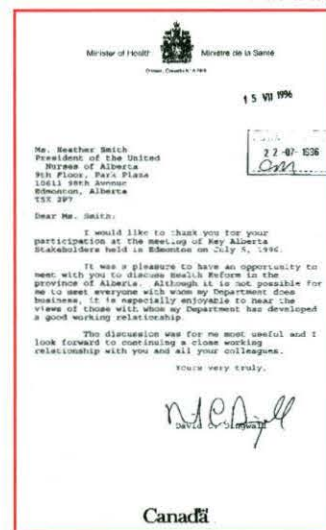 Minister of Health
Ministre de la Santé
15 VII 1996
22-07-1996
Ms. Heather Smith
President of the United
Nurses of Alberta
9th Floor, Park Plaza
10611 98th Avenue
Edmonton, Alberta
T5K 2P7
Dear Ms. Smith:
I would like to thank you for your
participation at the meeting of Key Alberta
Stakeholders held in Edmonton on July 5, 1996.
It was a pleasure to have an opportunity to
meet with you to discuss Health Reform in the
province of Alberta. Although it is not possible for
me to meet everyone with whom my Department does
business, it is especially enjoyable to hear the
views of those with whom my Department has developed
a good working relationship.
The discussion was for me most useful and I
look forward to continuing a close working
relationship with you and all your colleagues.
Yours very truly,
David C. Dingwall
Canada